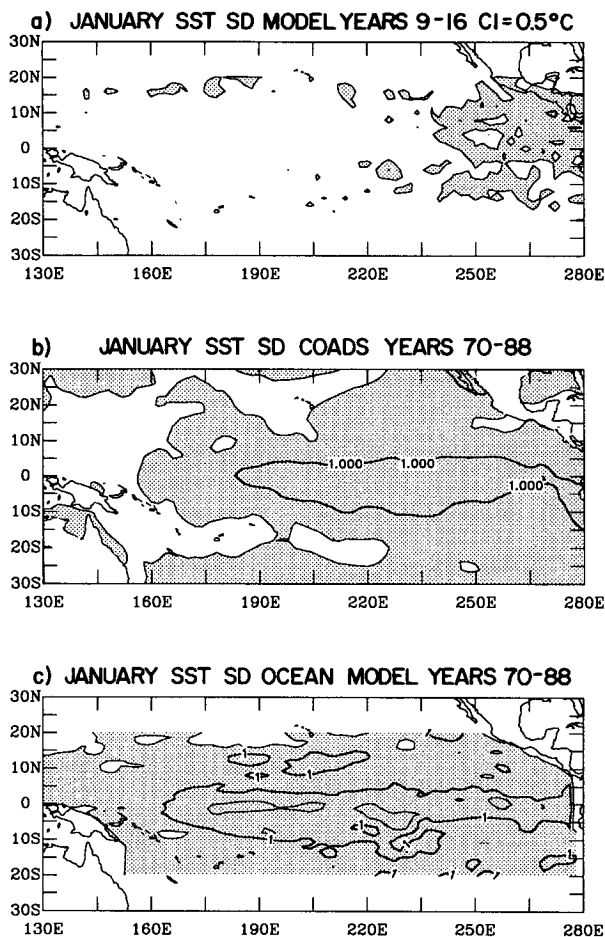 a) JANUARY SST SD MODEL YEARS 9-16 CI=0.5°C
30N
20N
10N
0
10S
20S
30S
130E 160E 190E 220E 250E 280E
b) JANUARY SST SD COADS YEARS 70-88
30N
20N
10N
0
10S
20S
30S
1.000 1.000
1.000
130E 160E 190E 220E 250E 280E
c) JANUARY SST SD OCEAN MODEL YEARS 70-88
30N
20N
10N
0
10S
20S
30S
1
1
1
1
1
1
1
1
1
130E 160E 190E 220E 250E 280E